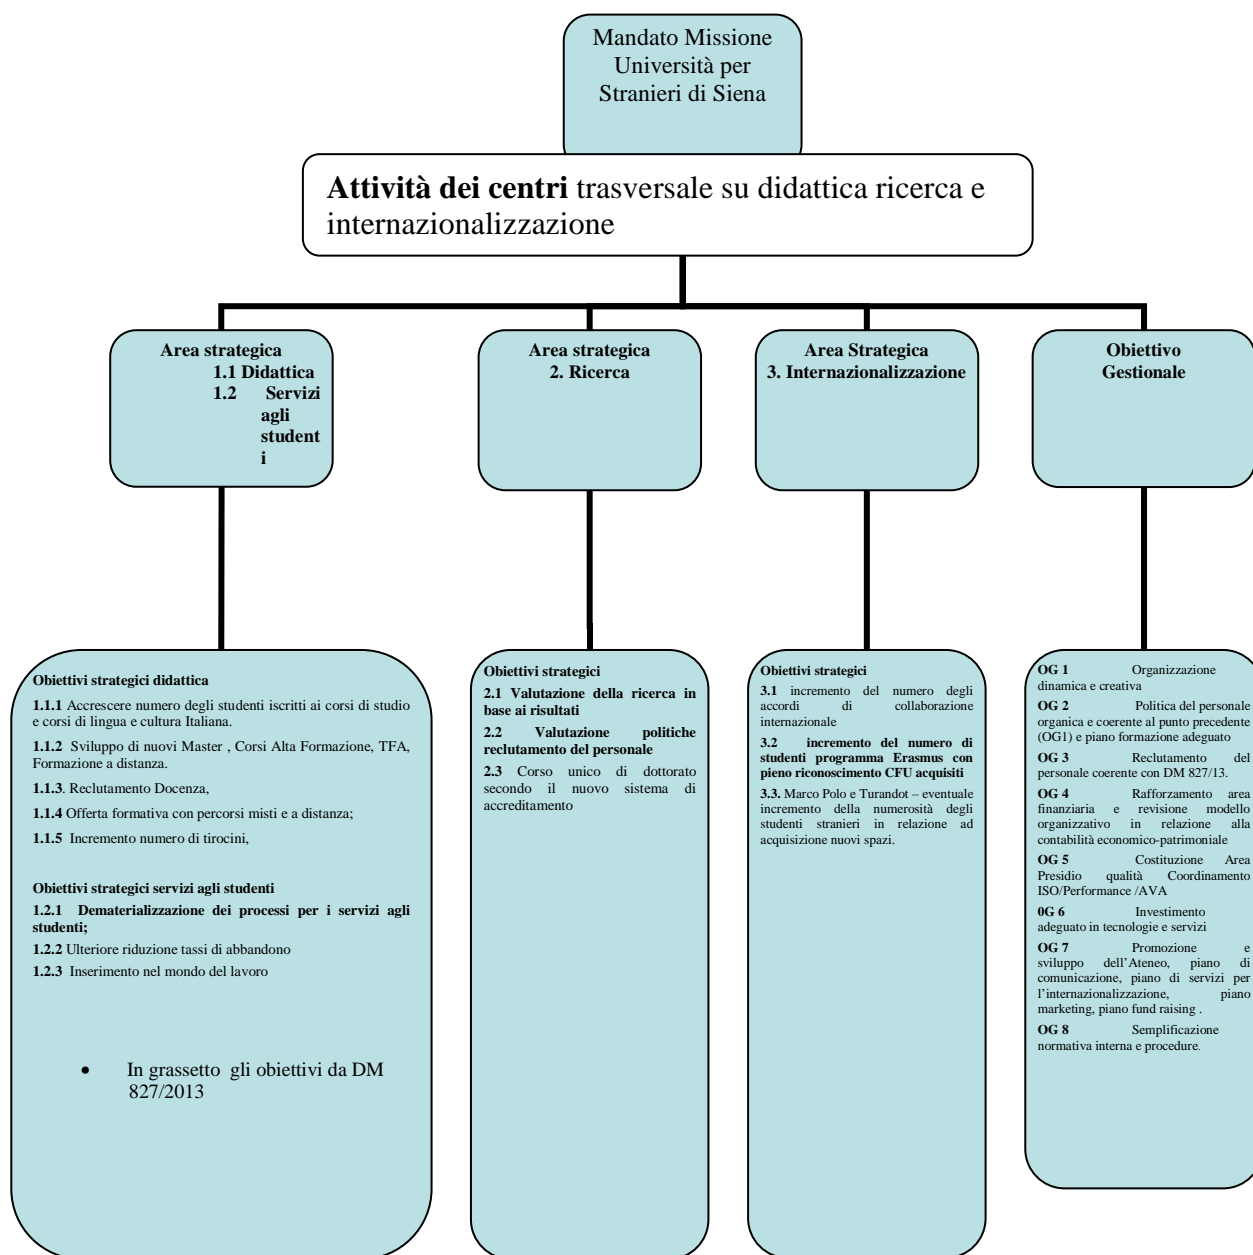 Mandato Missione
Università per
Stranieri di Siena
Attività dei centri trasversale su didattica ricerca e
internazionalizzazione
Area strategica
1.1 Didattica
1.2 Servizi
agli
student
i
Area strategica
2. Ricerca
Area Strategica
3. Internazionalizzazione
Obiettivo
Gestionale
Obiettivi strategici didattica
1.1.1 Accrescere numero degli studenti iscritti ai corsi di studio
e corsi di lingua e cultura Italiana.
1.1.2 Sviluppo di nuovi Master , Corsi Alta Formazione, TFA,
Formazione a distanza.
1.1.3. Reclutamento Docenza,
1.1.4 Offerta formativa con percorsi misti e a distanza;
1.1.5 Incremento numero di tirocini,
Obiettivi strategici servizi agli studenti
1.2.1 Dematerializzazione dei processi per i servizi agli
studenti;
1.2.2 Ulteriore riduzione tassi di abbandono
1.2.3 Inserimento nel mondo del lavoro
• In grassetto gli obiettivi da DM
827/2013
Obiettivi strategici
2.1 Valutazione della ricerca in
base ai risultati
2.2 Valutazione politiche
reclutamento del personale
2.3 Corso unico di dottorato
secondo il nuovo sistema di
accreditamento
Obiettivi strategici
3.1 incremento del numero degli
accordi di collaborazione
internazionale
3.2 incremento del numero di
studenti programma Erasmus con
pieno riconoscimento CFU acquisiti
3.3. Marco Polo e Turandot – eventuale
incremento della numerosità degli
studenti stranieri in relazione ad
acquisizione nuovi spazi.
OG 1 Organizzazione
dinamica e creativa
OG 2 Politica del personale
organica e coerente al punto precedente
(OG1) e piano formazione adeguato
OG 3 Reclutamento del
personale coerente con DM 827/13.
OG 4 Rafforzamento area
finanziaria e revisione modello
organizzativo in relazione alla
contabilità economico-patrimoniale
OG 5 Costituzione Area
Presidio qualità Coordinamento
ISO/Performance /AVA
0G 6 Investimento
adeguato in tecnologie e servizi
OG 7 Promozione e
sviluppo dell’Ateneo, piano di
comunicazione, piano di servizi per
l’internazionalizzazione, piano
marketing, piano fund raising .
OG 8 Semplificazione
normativa interna e procedure.